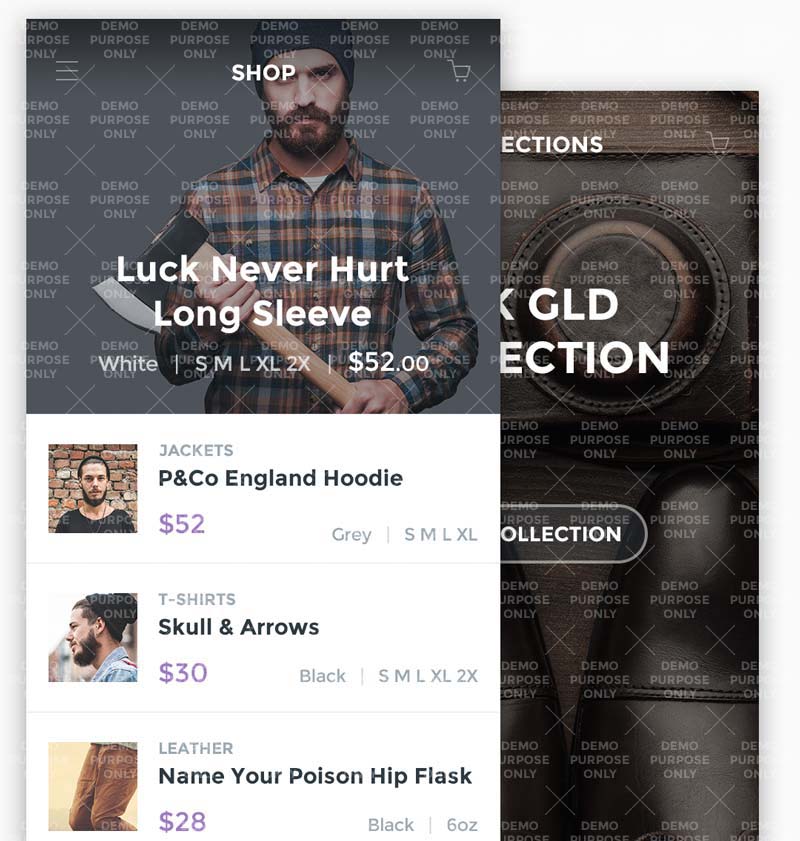 SHOP
Luck Never Hurt
Long Sleeve
White | S M L XL 2X | $52.00
JACKETS
P&Co England Hoodie
$52
Grey | S M L XL
T-SHIRTS
Skull & Arrows
$30
Black | S M L XL 2X
LEATHER
Name Your Poison Hip Flask
$28
Black | 6oz
ECTIONS
GLD
ECTION
OLLECTION
DEMO
PURPOSE
ONLY